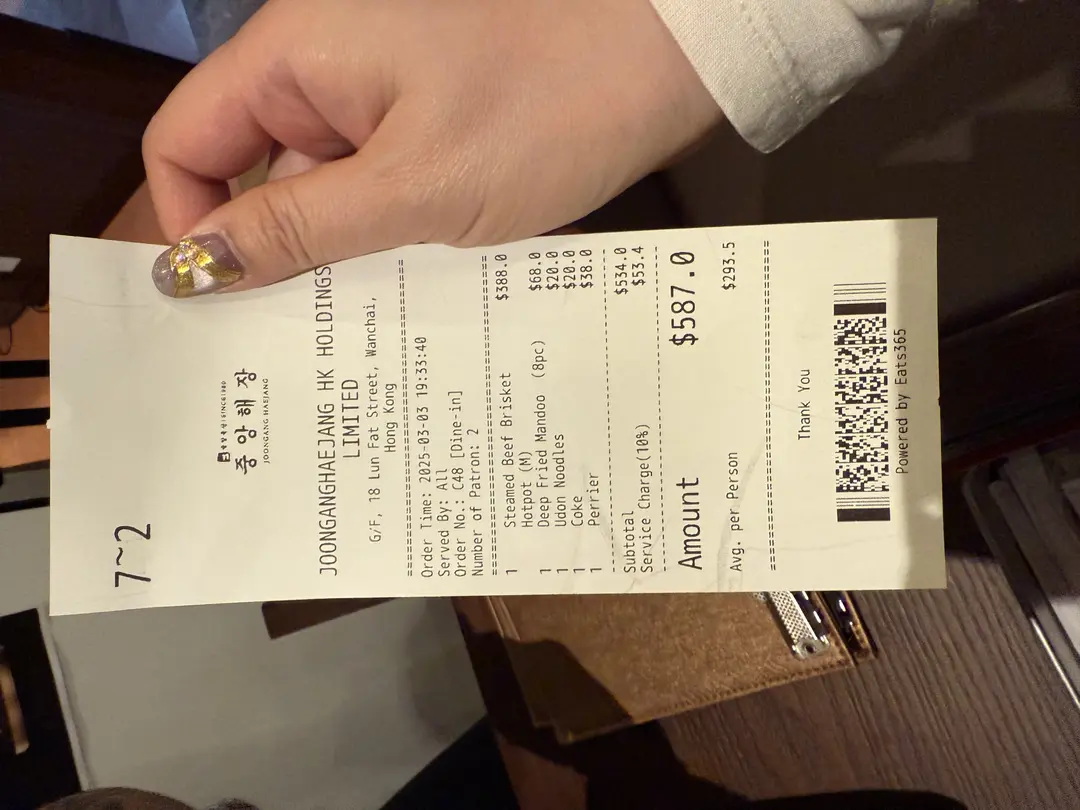 7~2
중앙해장
JOONGANG HAEJANG
JOONGANGHAEJANG HK HOLDINGS
LIMITED
G/F, 18 Lun Fat Street, Wanchai,
Hong Kong
Order Time: 2025-03-03 19:33:40
Served By: All
Order No.: C48 [Dine-in]
Number of Patron: 2
1 Steamed Beef Brisket $388.0
Hotpot (M)
1 Deep Fried Mandoo (8pc) $68.0
1 Udon Noodles $20.0
1 Coke $20.0
1 Perrier $38.0
Subtotal $534.0
Service Charge(10%) $53.4
Amount $587.0
Avg. per Person $293.5
Thank You
Powered by Eats365